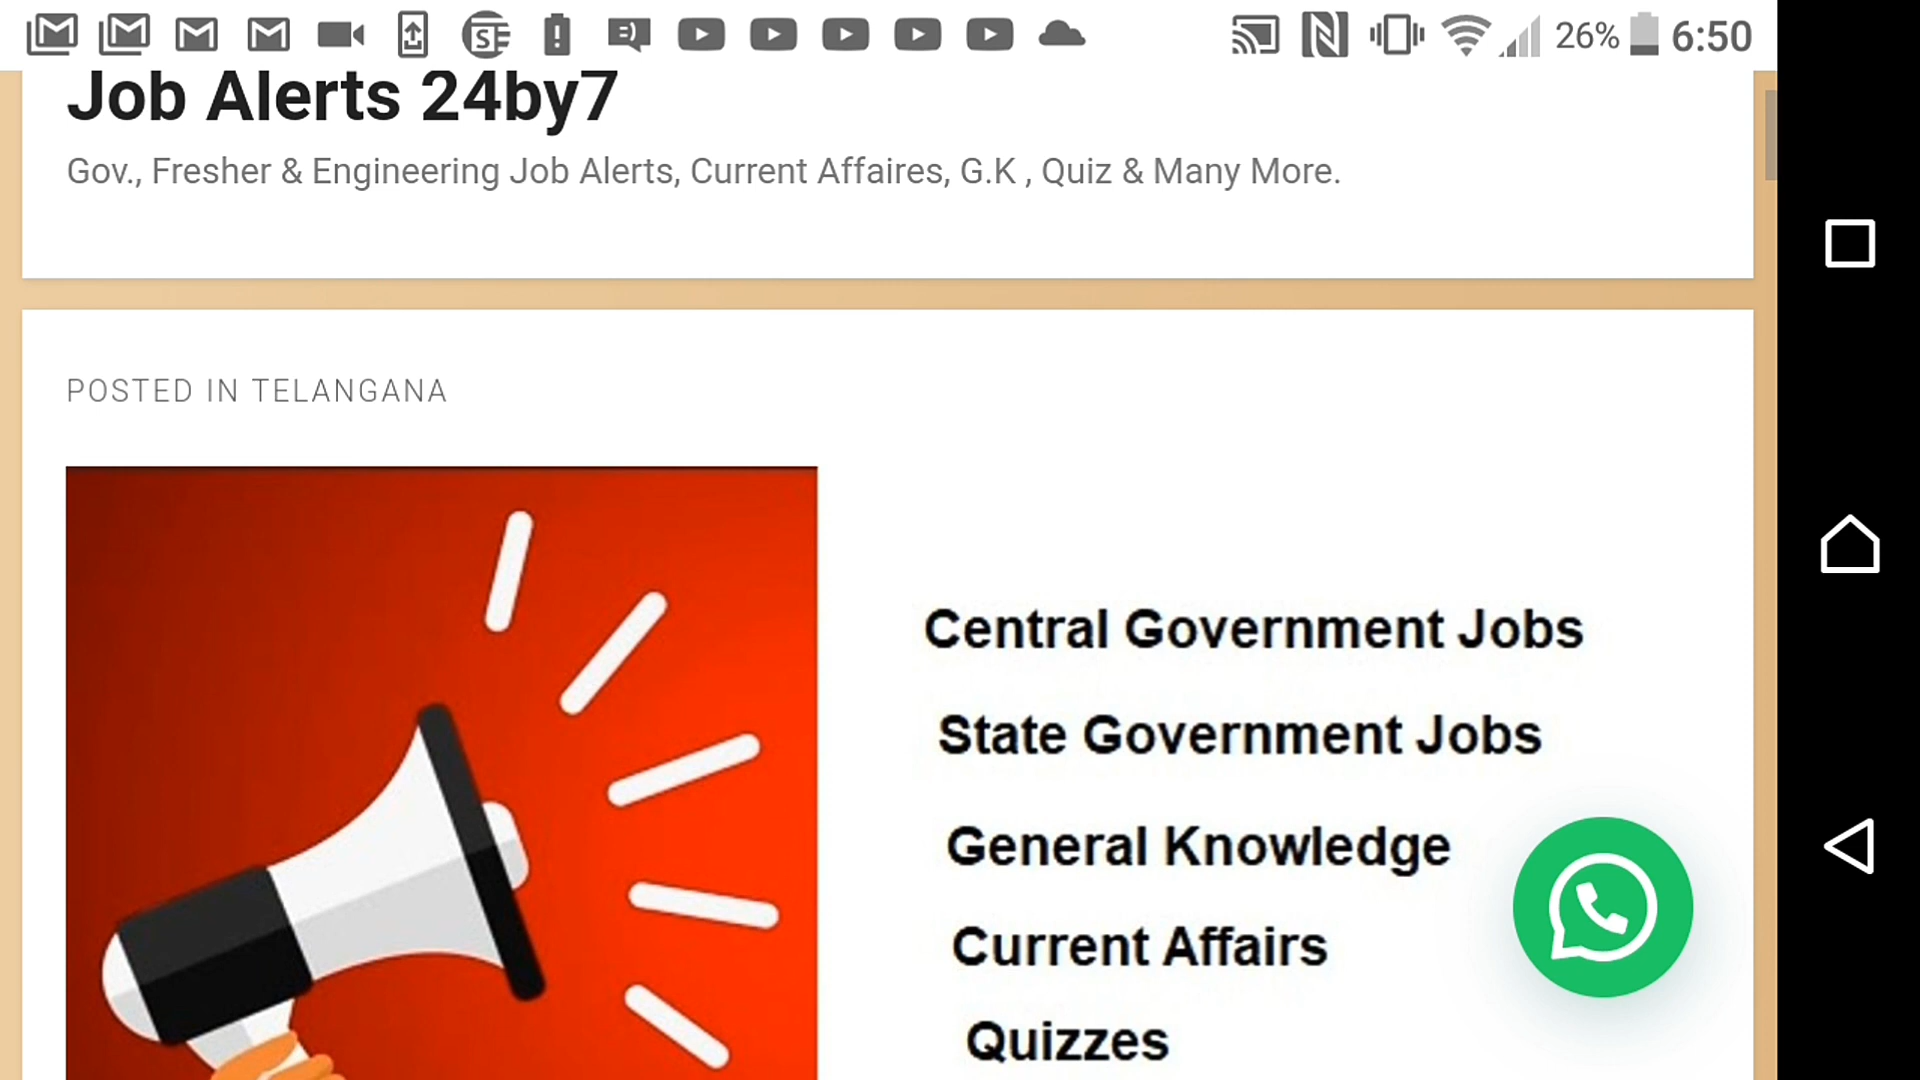 26% 6:50
Job Alerts 24by7
Gov., Fresher & Engineering Job Alerts, Current Affaires, G.K , Quiz & Many More.
POSTED IN TELANGANA
Central Government Jobs
State Government Jobs
General Knowledge
Current Affairs
Quizzes